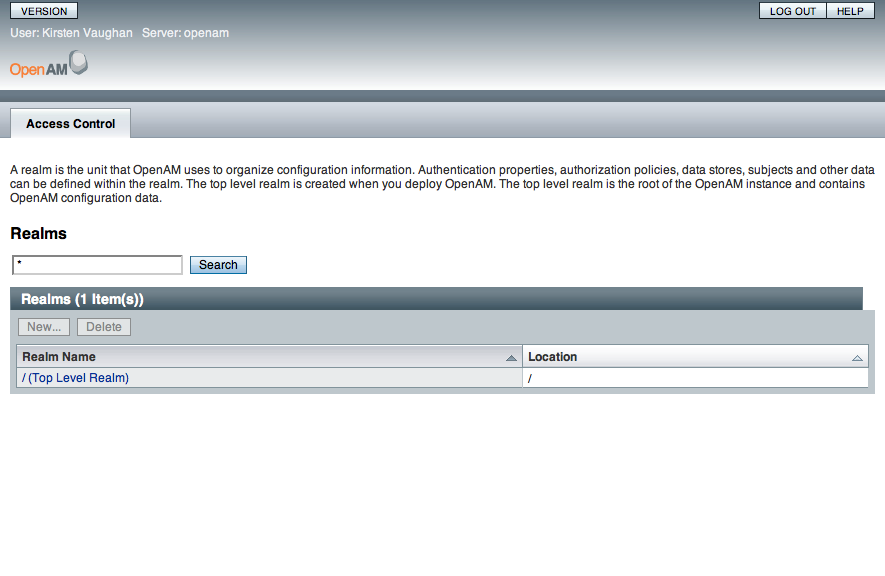 VERSION LOG OUT HELP
User: Kirsten Vaughan Server: openam
OpenAM
Access Control
A realm is the unit that OpenAM uses to organize configuration information. Authentication properties, authorization policies, data stores, subjects and other data
can be defined within the realm. The top level realm is created when you deploy OpenAM. The top level realm is the root of the OpenAM instance and contains
OpenAM configuration data.
Realms
* Search
Realms (1 Item(s))
New... Delete
Realm Name Location
/ (Top Level Realm) /